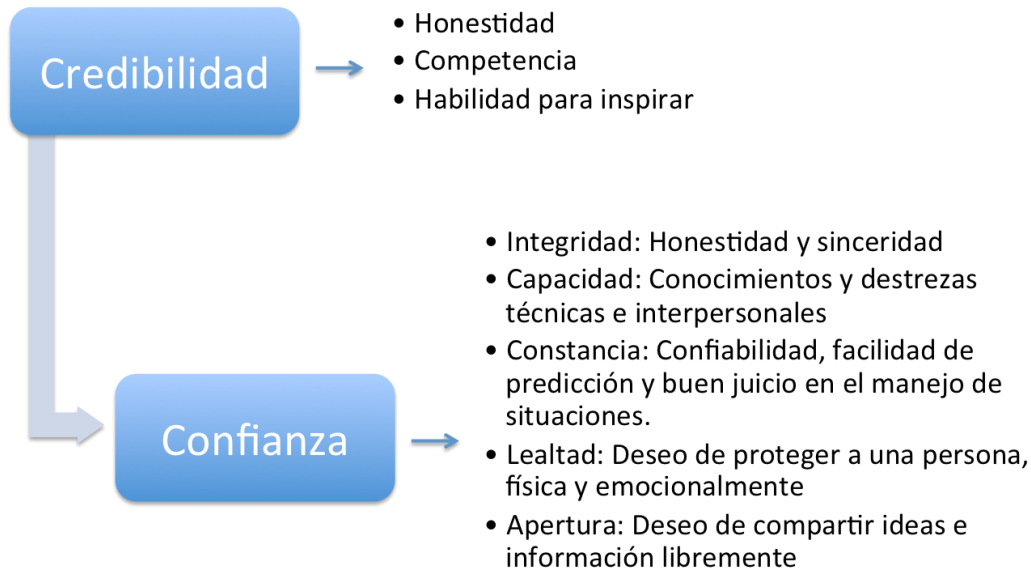 Credibilidad
• Honestidad
• Competencia
• Habilidad para inspirar
Confianza
• Integridad: Honestidad y sinceridad
• Capacidad: Conocimientos y destrezas
técnicas e interpersonales
• Constancia: Confiabilidad, facilidad de
predicción y buen juicio en el manejo de
situaciones.
• Lealtad: Deseo de proteger a una persona,
física y emocionalmente
• Apertura: Deseo de compartir ideas e
información libremente